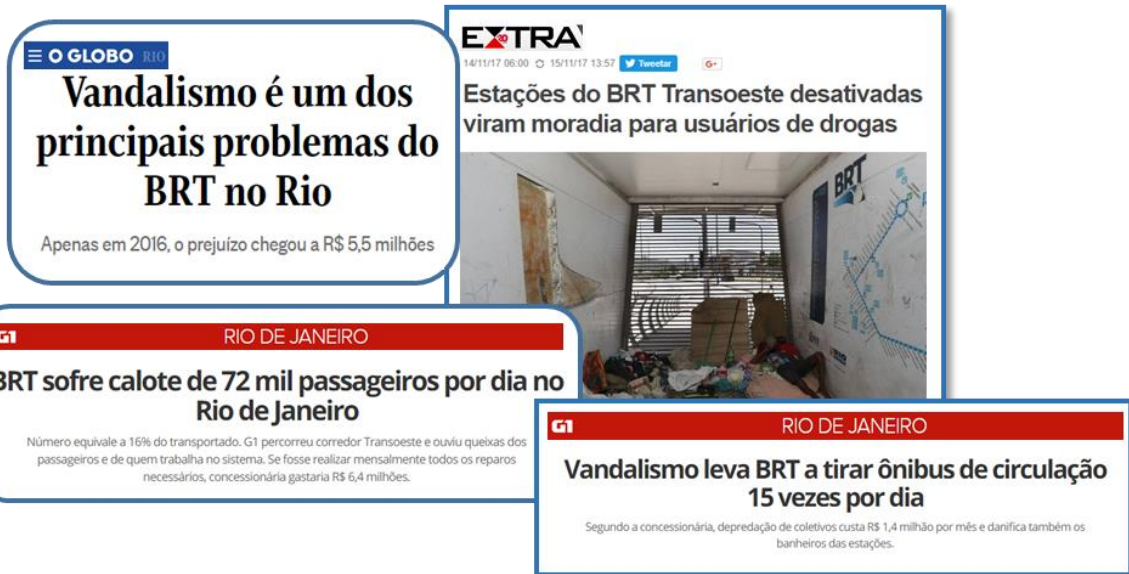 O GLOBO RIO
Vandalismo é um dos
principais problemas do
BRT no Rio
Apenas em 2016, o prejuízo chegou a R$ 5,5 milhões
EXTRA
14/11/17 06:00 15/11/17 13:57 Tweetar G+
Estações do BRT Transoeste desativadas
viram moradia para usuários de drogas
BRT
G1 RIO DE JANEIRO
BRT sofre calote de 72 mil passageiros por dia no
Rio de Janeiro
Número equivale a 16% do transportado. G1 percorreu corredor Transoeste e ouviu queixas dos
passageiros e de quem trabalha no sistema. Se fosse realizar mensalmente todos os reparos
necessários, concessionária gastaria R$ 6,4 milhões.
G1 RIO DE JANEIRO
Vandalismo leva BRT a tirar ônibus de circulação
15 vezes por dia
Segundo a concessionária, depredação de coletivos custa R$ 1,4 milhão por mês e danifica também os
banheiros das estações.